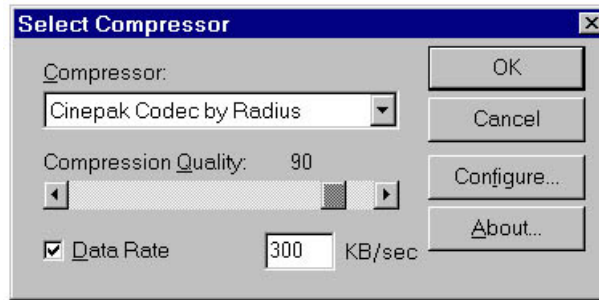 Select Compressor
Compressor:
Cinepak Codec by Radius
Compression Quality: 90
Data Rate 300 KB/sec
OK
Cancel
Configure...
About...